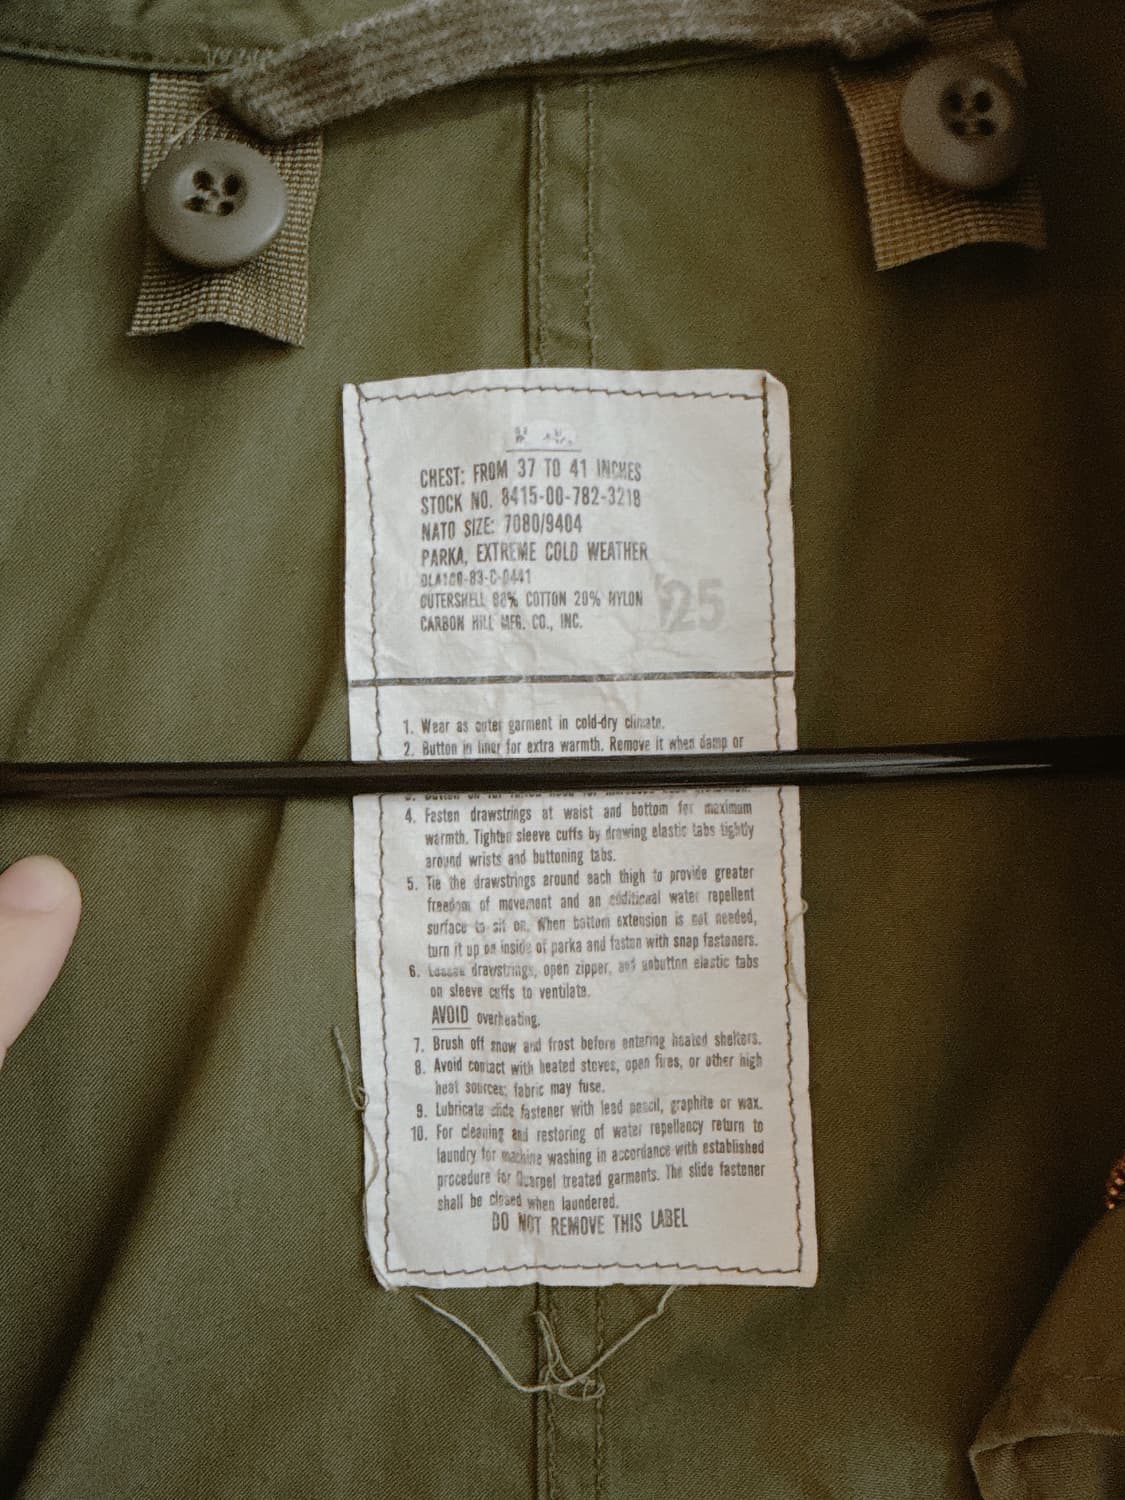 CHEST: FROM 37 TO 41 INCHES
STOCK NO. 8415-00-782-3218
NATO SIZE: 7080/9404
PARKA, EXTREME COLD WEATHER
DLA100-83-C-0441
OUTERSHELL 80% COTTON 20% NYLON
CARBON HILL MFG. CO., INC.
25
1. Wear as outer garment in cold-dry climate.
2. Button in liner for extra warmth. Remove it when damp or
4. Fasten drawstrings at waist and bottom for maximum
warmth. Tighten sleeve cuffs by drawing elastic tabs tightly
around wrists and buttoning tabs.
5. Tie the drawstrings around each thigh to provide greater
freedom of movement and an additional water repellent
surface to sit on. When bottom extension is not needed,
turn it up on inside of parka and fasten with snap fasteners.
6. Loosen drawstrings, open zipper, and unbutton elastic tabs
on sleeve cuffs to ventilate.
AVOID overheating.
7. Brush off snow and frost before entering heated shelters.
8. Avoid contact with heated stoves, open fires, or other high
heat sources; fabric may fuse.
9. Lubricate slide fastener with lead pencil, graphite or wax.
10. For cleaning and restoring of water repellency return to
laundry for machine washing in accordance with established
procedure for Quarpel treated garments. The slide fastener
shall be closed when laundered.
DO NOT REMOVE THIS LABEL